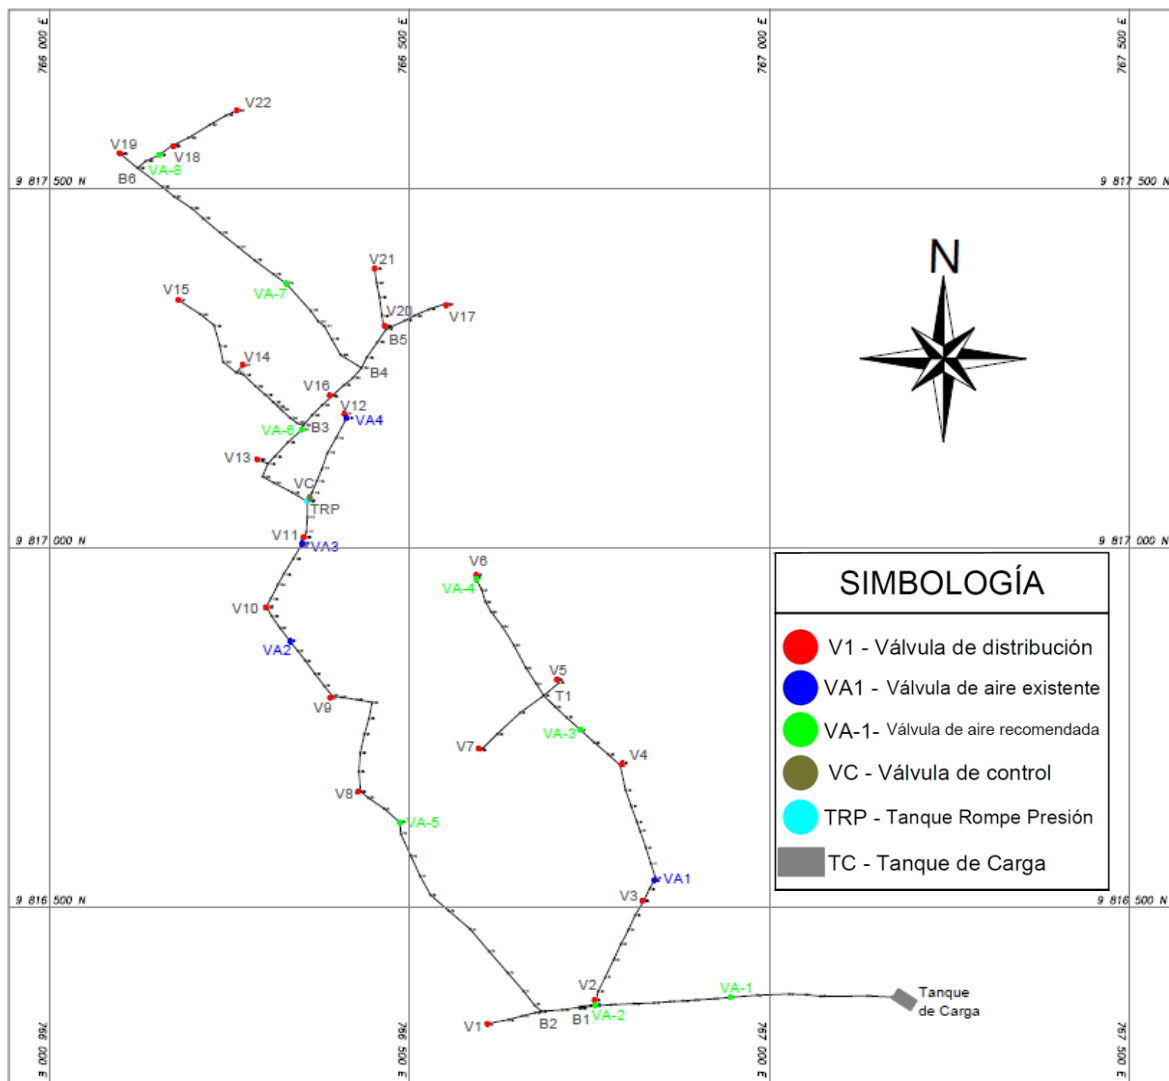 766 000 E
766 500 E
767 000 E
767 500 E
V22
V19
V18
VA-8
B6
9 817 500 N
9 817 500 N
V21
N
VA-7
V15
V20
V17
B5
V14
B4
V16
V12
VA4
VA-6
B3
V13
VC
TRP
V11
VA3
9 817 000 N
9 817 000 N
V6
VA-4
V10
VA2
V5
T1
V9
VA-3
V7
V4
V8
VA-5
VA1
V3
9 816 500 N
9 816 500 N
V2
VA-1
B1
VA-2
B2
V1
Tanque
de Carga
SIMBOLOGÍA
V1 - Válvula de distribución
VA1 - Válvula de aire existente
VA-1- Válvula de aire recomendada
VC - Válvula de control
TRP - Tanque Rompe Presión
TC - Tanque de Carga
766 000 E
766 500 E
767 000 E
767 500 E